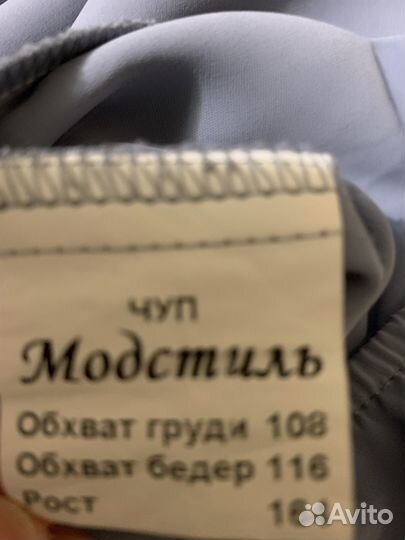 ЧУП
Модстиль
Обхват груди 108
Обхват бедер 116
Рост
Avito